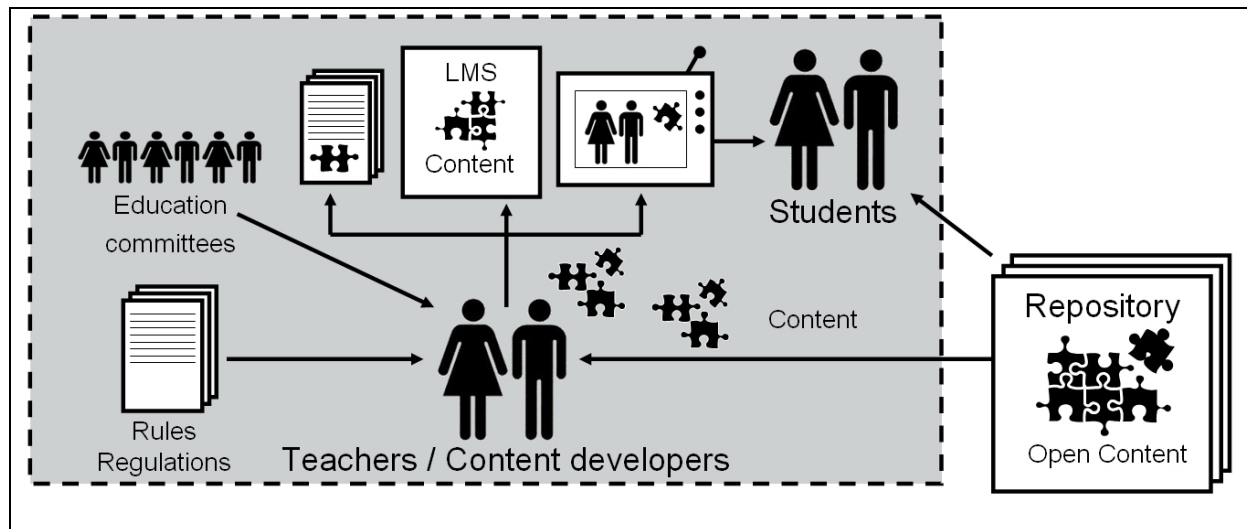 LMS
Content
Education
committees
Students
Content
Rules
Regulations
Teachers / Content developers
Repository
Open Content